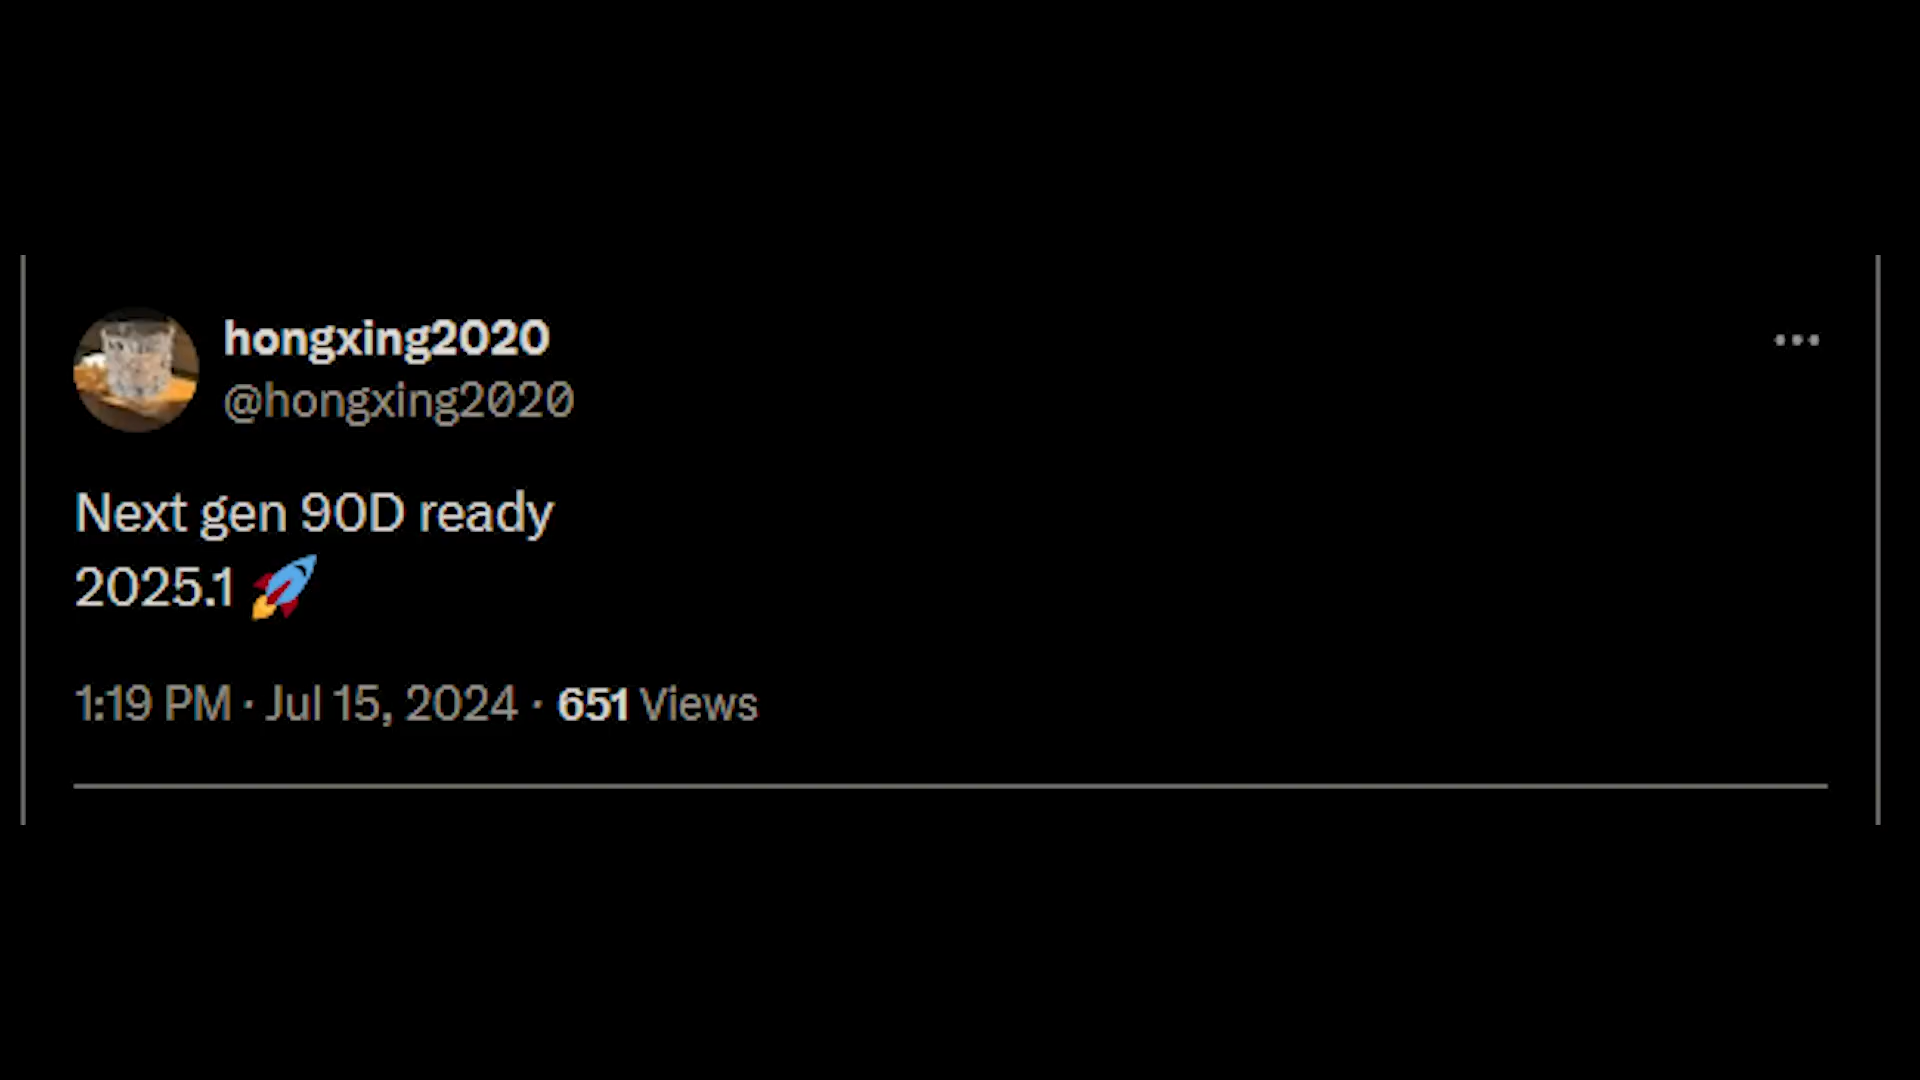 hongxing2020
@hongxing2020
Next gen 90D ready
2025.1 🚀
1:19 PM · Jul 15, 2024 · 651 Views